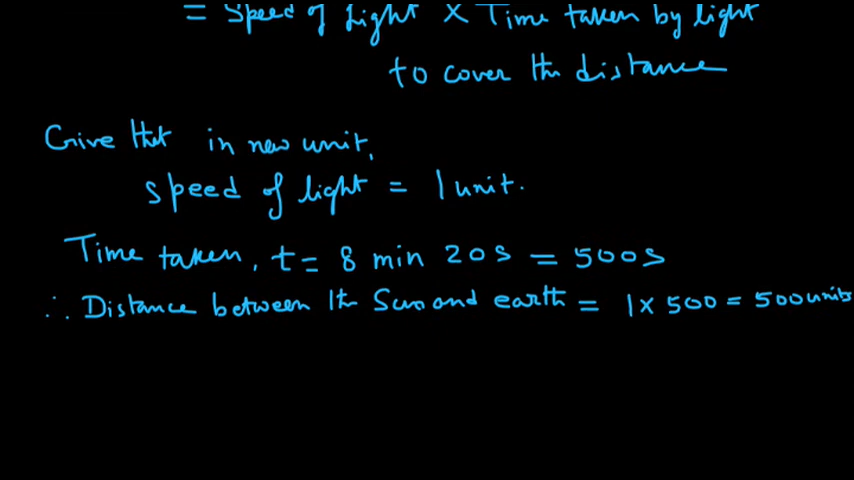 = Speed of Light × Time taken by light
to cover the distance
Give that in new unit,
speed of light = 1 unit.
Time taken, t = 8 min 20s = 500s
∴ Distance between the Sun and earth = 1 × 500 = 500 units